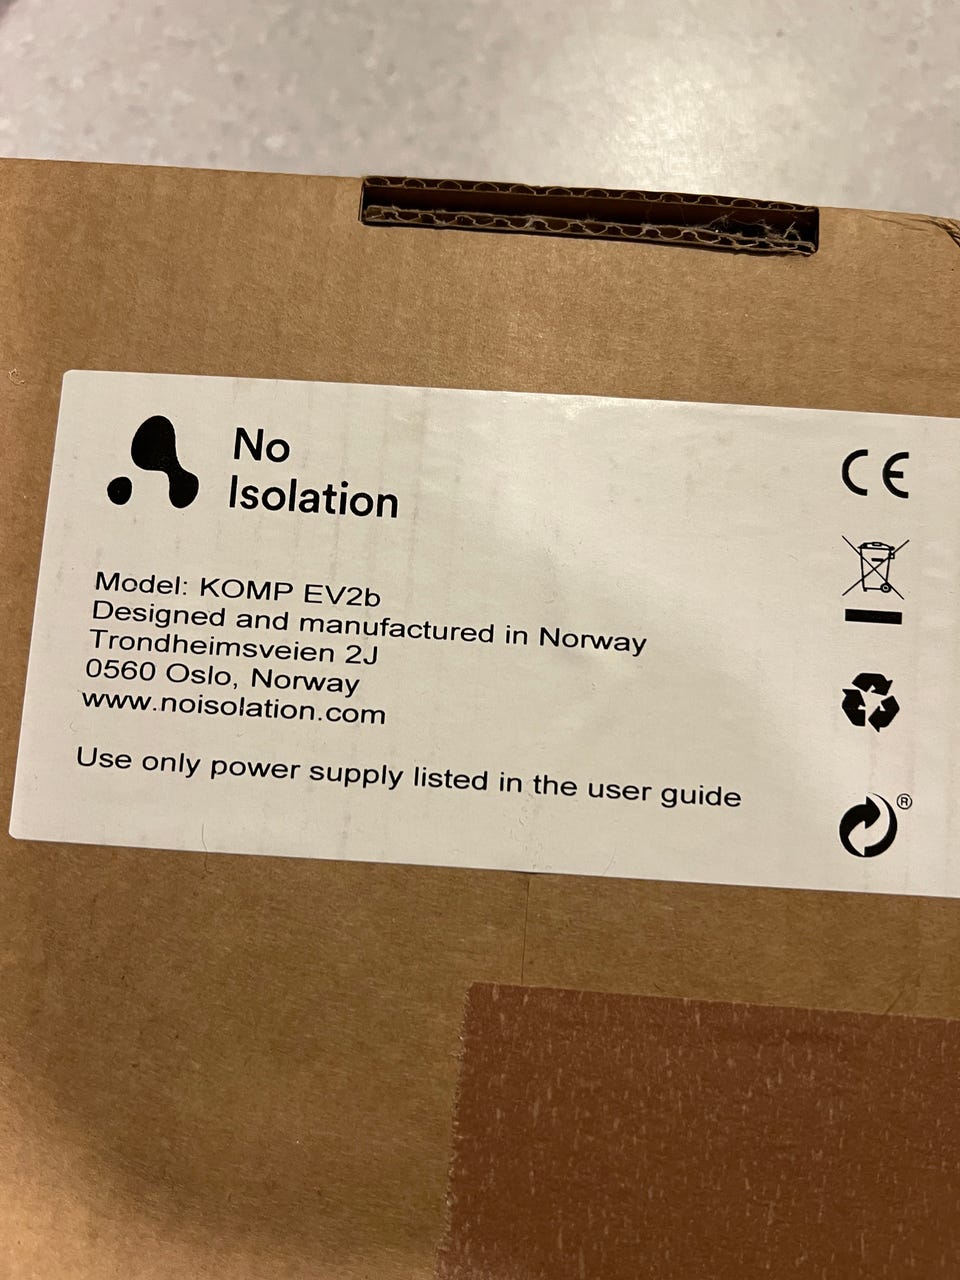 No
Isolation
CE
Model: KOMP EV2b
Designed and manufactured in Norway
Trondheimsveien 2J
0560 Oslo, Norway
www.noisolation.com
Use only power supply listed in the user guide
®